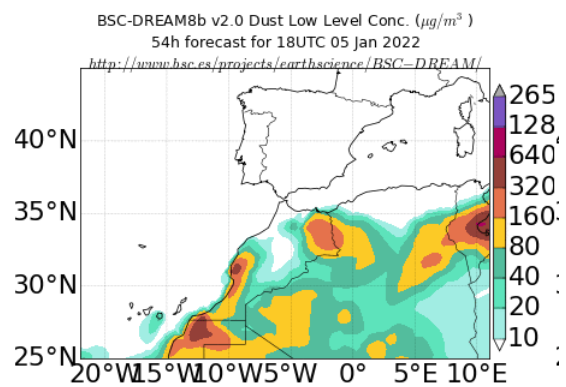 BSC-DREAM8b v2.0 Dust Low Level Conc. (μg/m³ )
54h forecast for 18UTC 05 Jan 2022
http://www.bsc.es/projects/earthscience/BSC−DREAM/
40°N
35°N
30°N
25°N
20°W
15°W
10°W
5°W
0°E
5°E
10°E
265
128
640
320
160
80
40
20
10